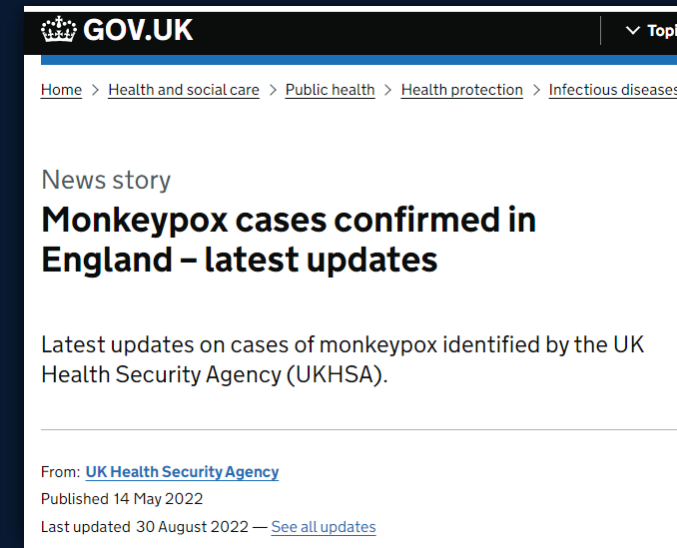 GOV.UK
Home > Health and social care > Public health > Health protection > Infectious diseases
News story
Monkeypox cases confirmed in
England – latest updates
Latest updates on cases of monkeypox identified by the UK
Health Security Agency (UKHSA).
From: UK Health Security Agency
Published 14 May 2022
Last updated 30 August 2022 — See all updates